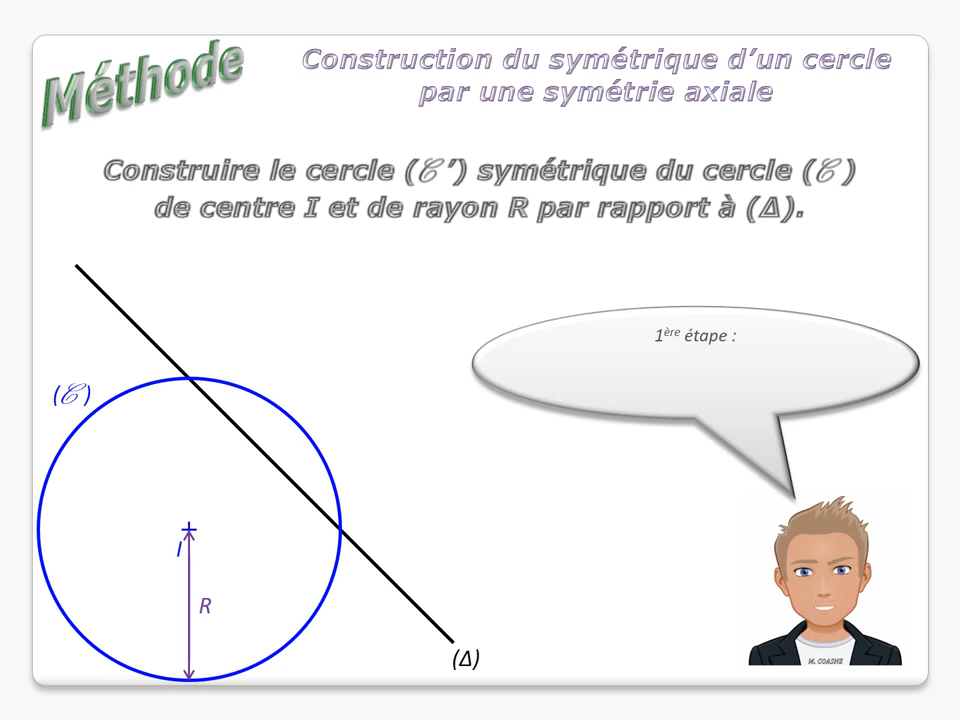 Méthode
Construction du symétrique d’un cercle
par une symétrie axiale
Construire le cercle (𝒞 ’) symétrique du cercle (𝒞 )
de centre I et de rayon R par rapport à (Δ).
1ère étape :
(𝒞 )
I
R
(Δ)
M. COASNE